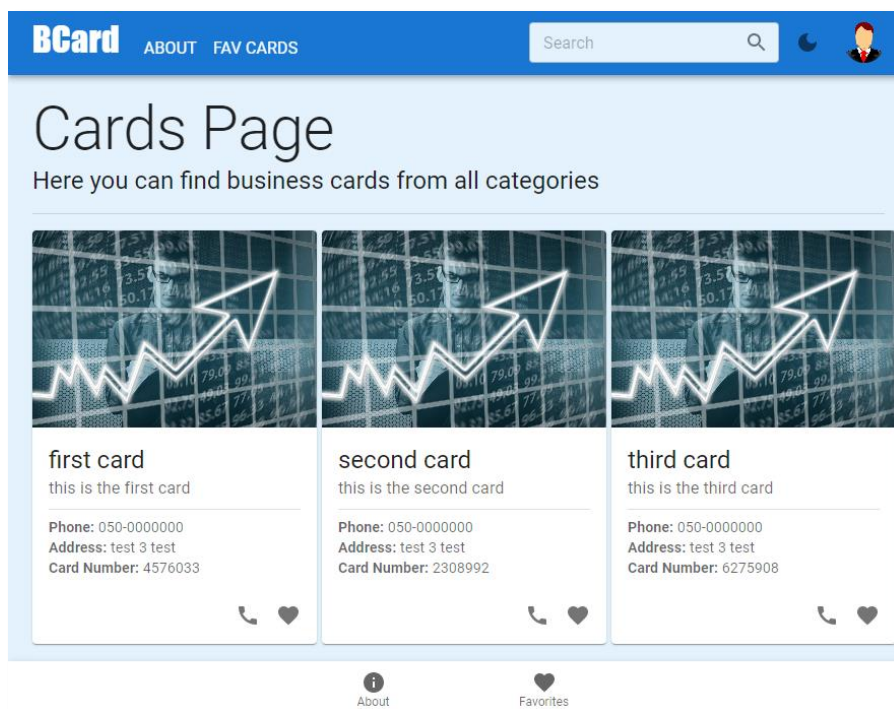 BCard ABOUT FAV CARDS Search
Cards Page
Here you can find business cards from all categories
first card
this is the first card
Phone: 050-0000000
Address: test 3 test
Card Number: 4576033
second card
this is the second card
Phone: 050-0000000
Address: test 3 test
Card Number: 2308992
third card
this is the third card
Phone: 050-0000000
Address: test 3 test
Card Number: 6275908
About Favorites